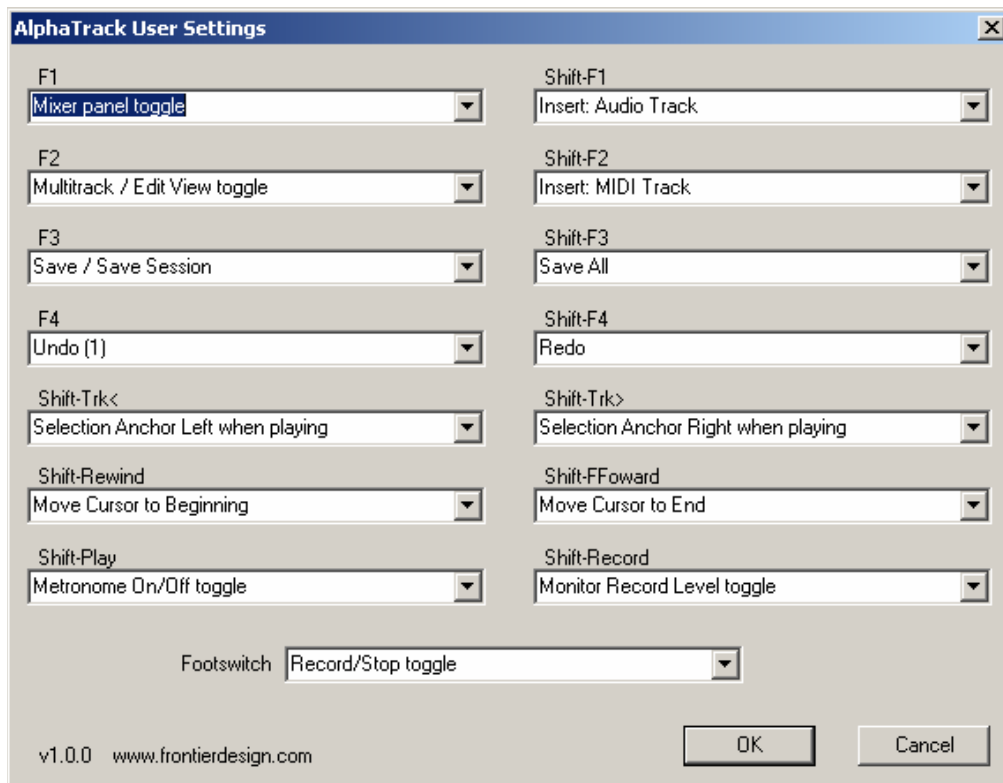 AlphaTrack User Settings
F1
Shift-F1
Mixer panel toggle
Insert: Audio Track
F2
Shift-F2
Multitrack / Edit View toggle
Insert: MIDI Track
F3
Shift-F3
Save / Save Session
Save All
F4
Shift-F4
Undo (1)
Redo
Shift-Trk<
Shift-Trk>
Selection Anchor Left when playing
Selection Anchor Right when playing
Shift-Rewind
Shift-FFoward
Move Cursor to Beginning
Move Cursor to End
Shift-Play
Shift-Record
Metronome On/Off toggle
Monitor Record Level toggle
Footswitch Record/Stop toggle
OK
Cancel
v1.0.0 www.frontierdesign.com